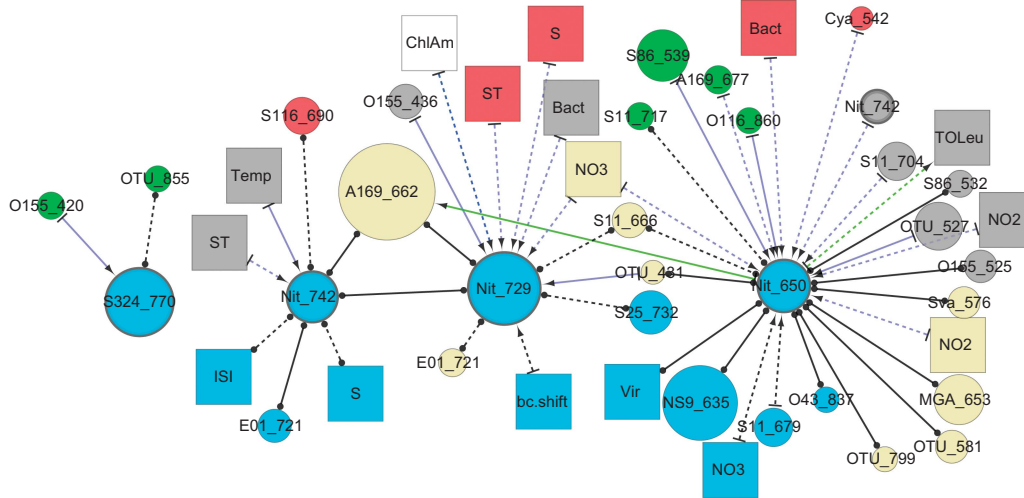 Cya_542
Bact
S
ChlAm
S86_539
A169_677
ST
O155_436
Bact
S11_717
O116_860
Nit_742
S116_690
TOLeu
S11_704
OTU_855
Temp
A169_662
NO3
S86_532
O155_420
S11_666
OTU_527
NO2
ST
O155_525
OTU_431
Nit_650
S324_770
Nit_742
Nit_729
Sva_576
S25_732
NO2
E01_721
ISI
S
bc.shift
Vir
NS9_635
O43_837
MGA_653
E01_721
S11_679
OTU_581
OTU_799
NO3